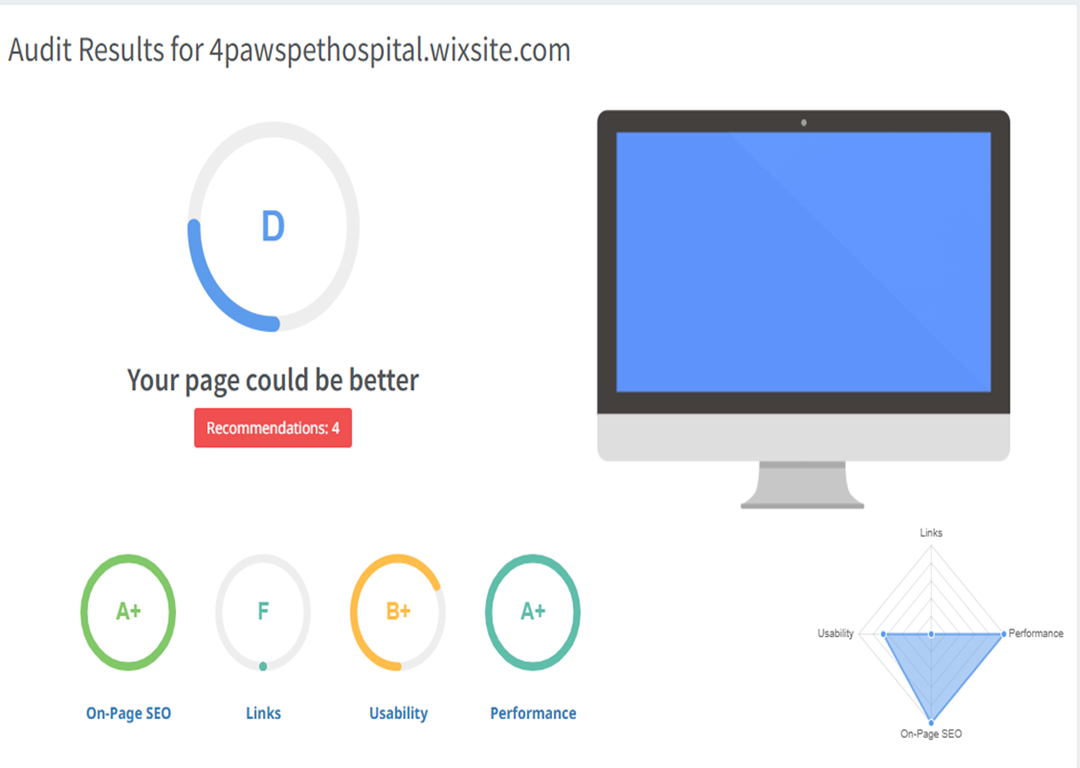 Audit Results for 4pawspethospital.wixsite.com
D
Your page could be better
Recommendations: 4
A+
F
B+
A+
On-Page SEO
Links
Usability
Performance
Links
Usability
Performance
On-Page SEO